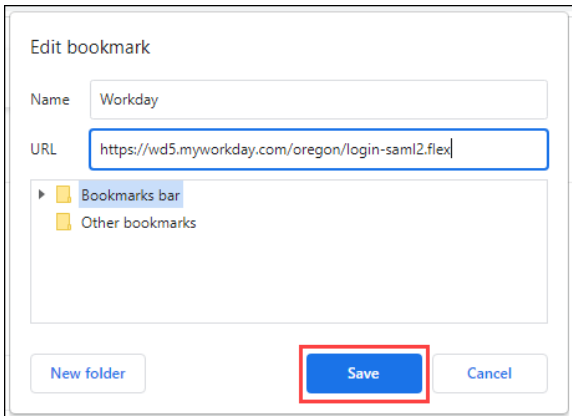 Edit bookmark
Name Workday
URL https://wd5.myworkday.com/oregon/login-saml2.flex
Bookmarks bar
Other bookmarks
New folder Save Cancel